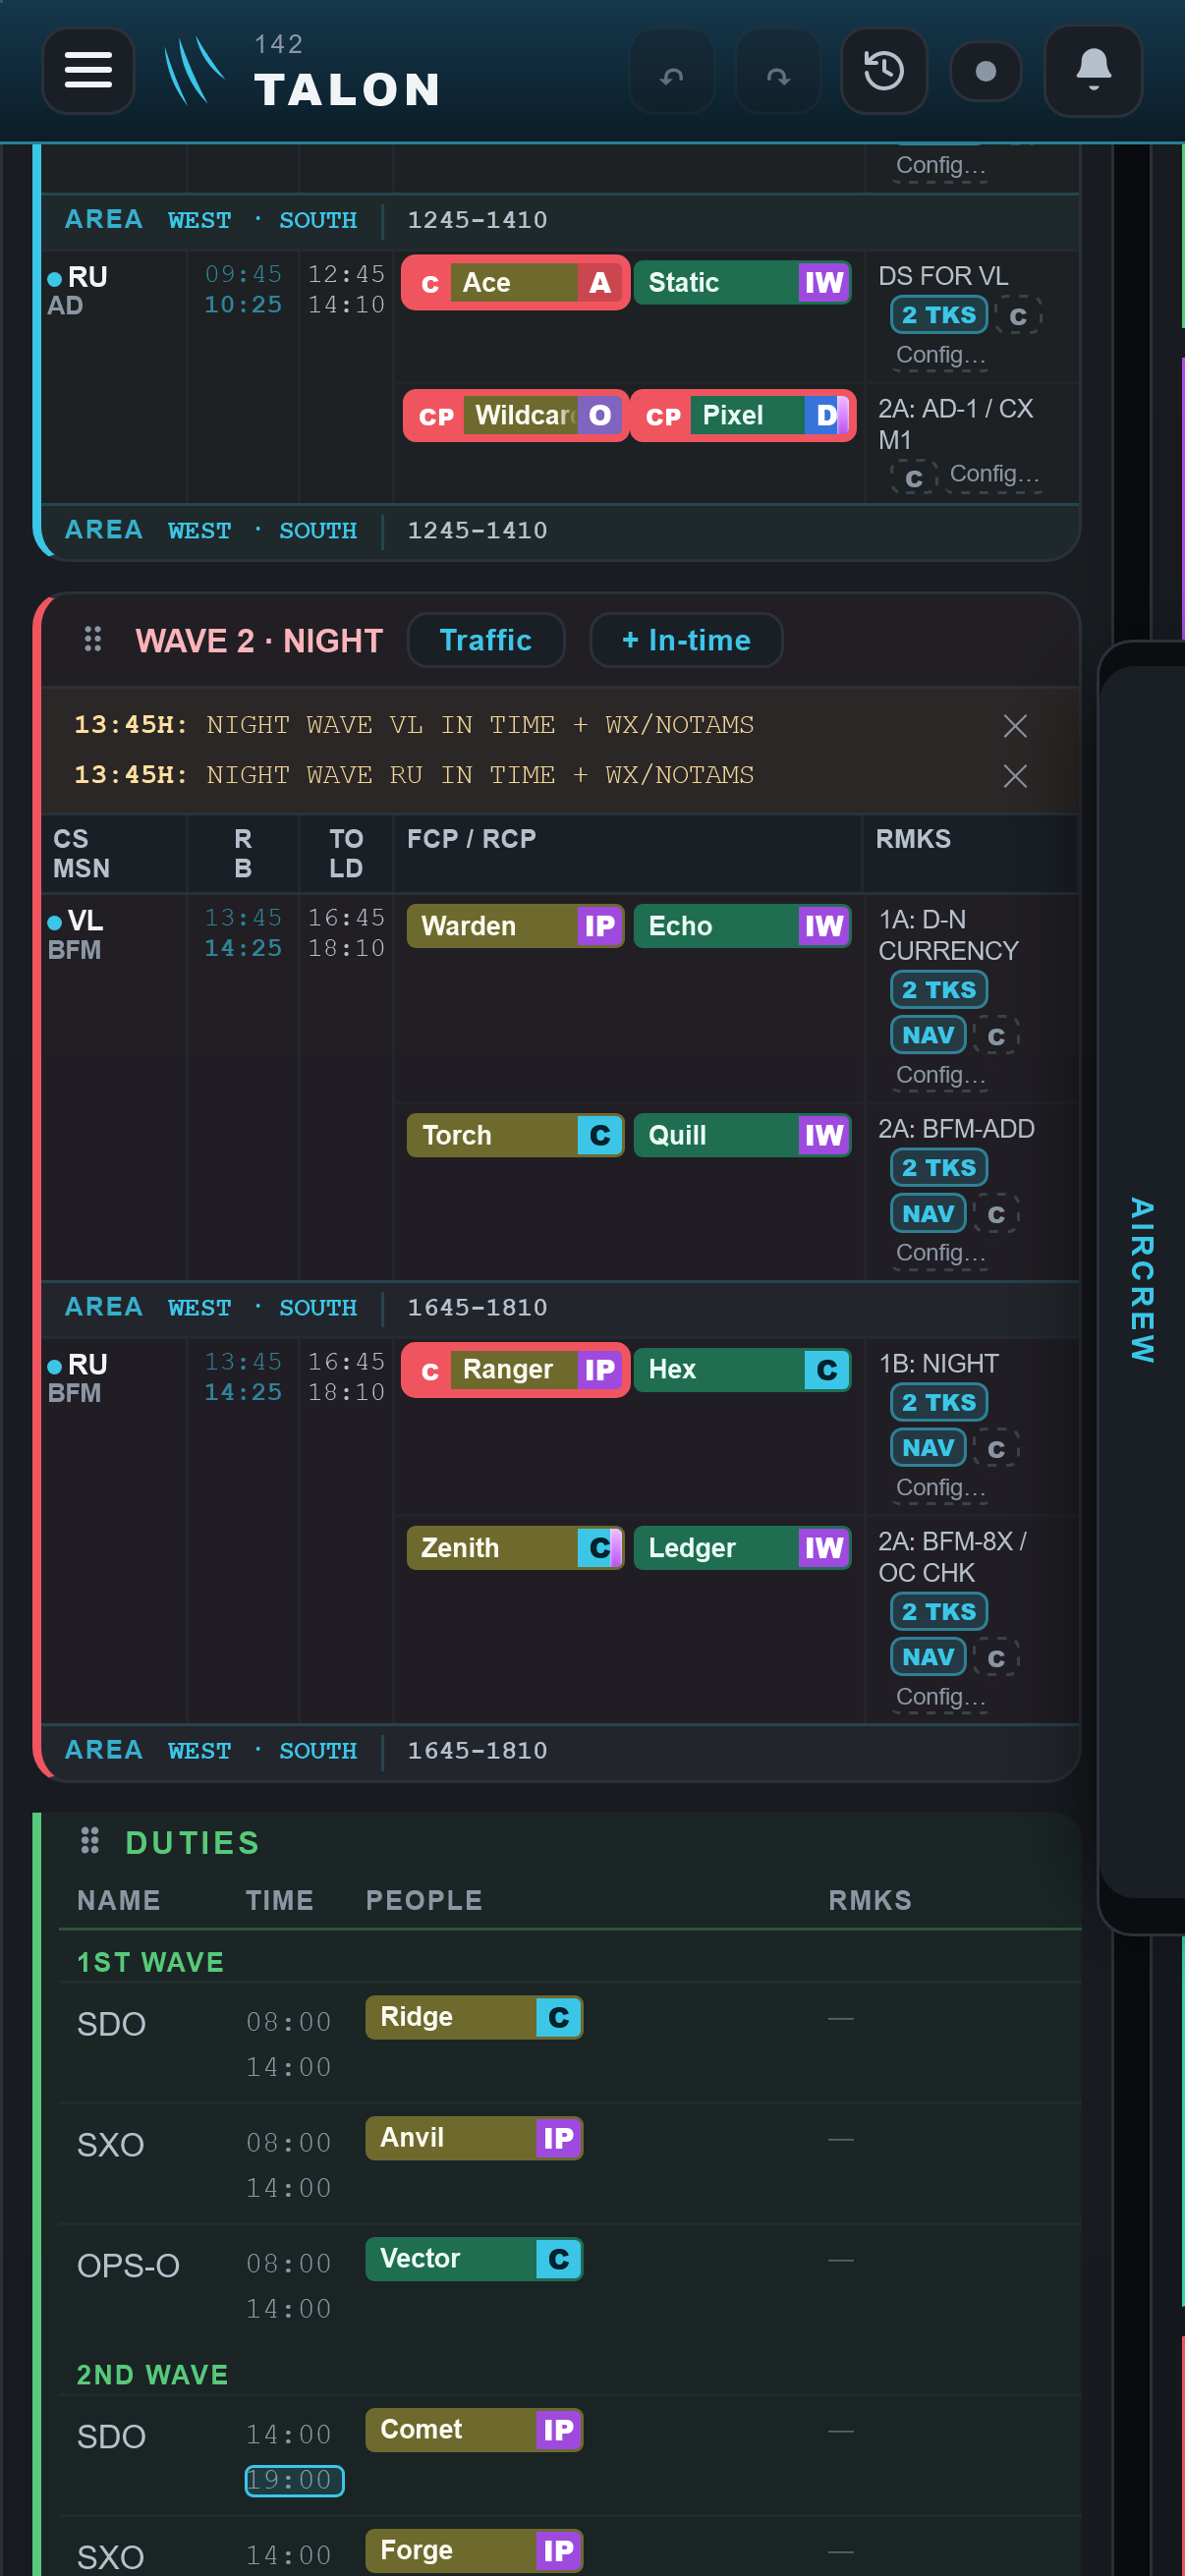 142
TALON
Config...
AREA WEST · SOUTH 1245-1410
RU 09:45 12:45 C Ace A Static IW DS FOR VL
AD 10:25 14:10 2 TKS C
Config...
CP Wildcar O CP Pixel D 2A: AD-1 / CX
M1
C Config...
AREA WEST · SOUTH 1245-1410
WAVE 2 · NIGHT Traffic + In-time
13:45H: NIGHT WAVE VL IN TIME + WX/NOTAMS
13:45H: NIGHT WAVE RU IN TIME + WX/NOTAMS
CS R TO FCP / RCP RMKS
MSN B LD
VL 13:45 16:45 Warden IP Echo IW 1A: D-N
BFM 14:25 18:10 CURRENCY
2 TKS
NAV C
Config...
Torch C Quill IW 2A: BFM-ADD
2 TKS
NAV C
Config...
AREA WEST · SOUTH 1645-1810
RU 13:45 16:45 C Ranger IP Hex C 1B: NIGHT
BFM 14:25 18:10 2 TKS
NAV C
Config...
Zenith C Ledger IW 2A: BFM-8X /
OC CHK
2 TKS
NAV C
Config...
AREA WEST · SOUTH 1645-1810
AIRCREW
DUTIES
NAME TIME PEOPLE RMKS
1ST WAVE
SDO 08:00 Ridge C —
14:00
SXO 08:00 Anvil IP —
14:00
OPS-O 08:00 Vector C —
14:00
2ND WAVE
SDO 14:00 Comet IP —
19:00
SXO 14:00 Forge IP —